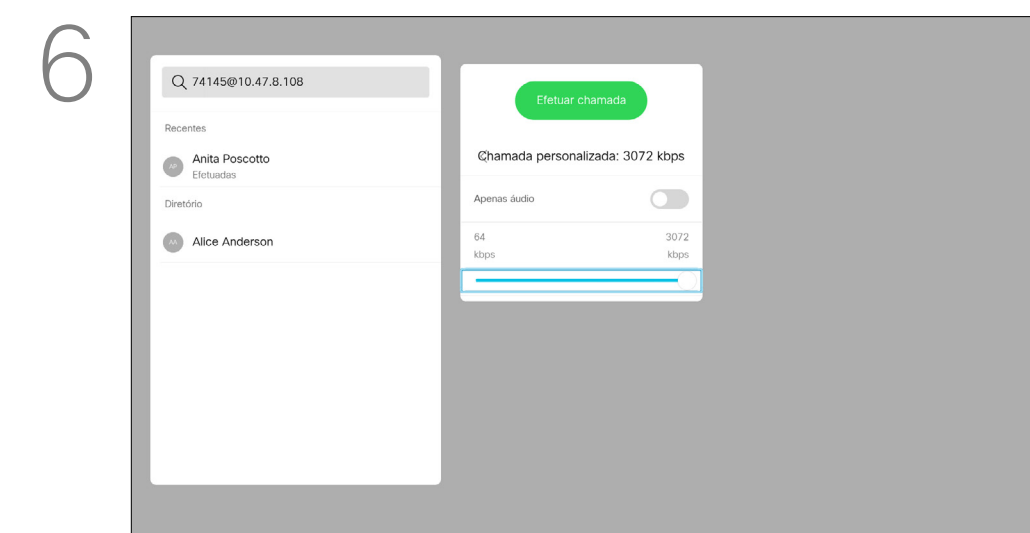 6
74145@10.47.8.108
Recentes
AP
Anita Poscotto
Efetuadas
Diretório
AA
Alice Anderson
Efetuar chamada
Chamada personalizada: 3072 kbps
Apenas áudio
64
kbps
3072
kbps